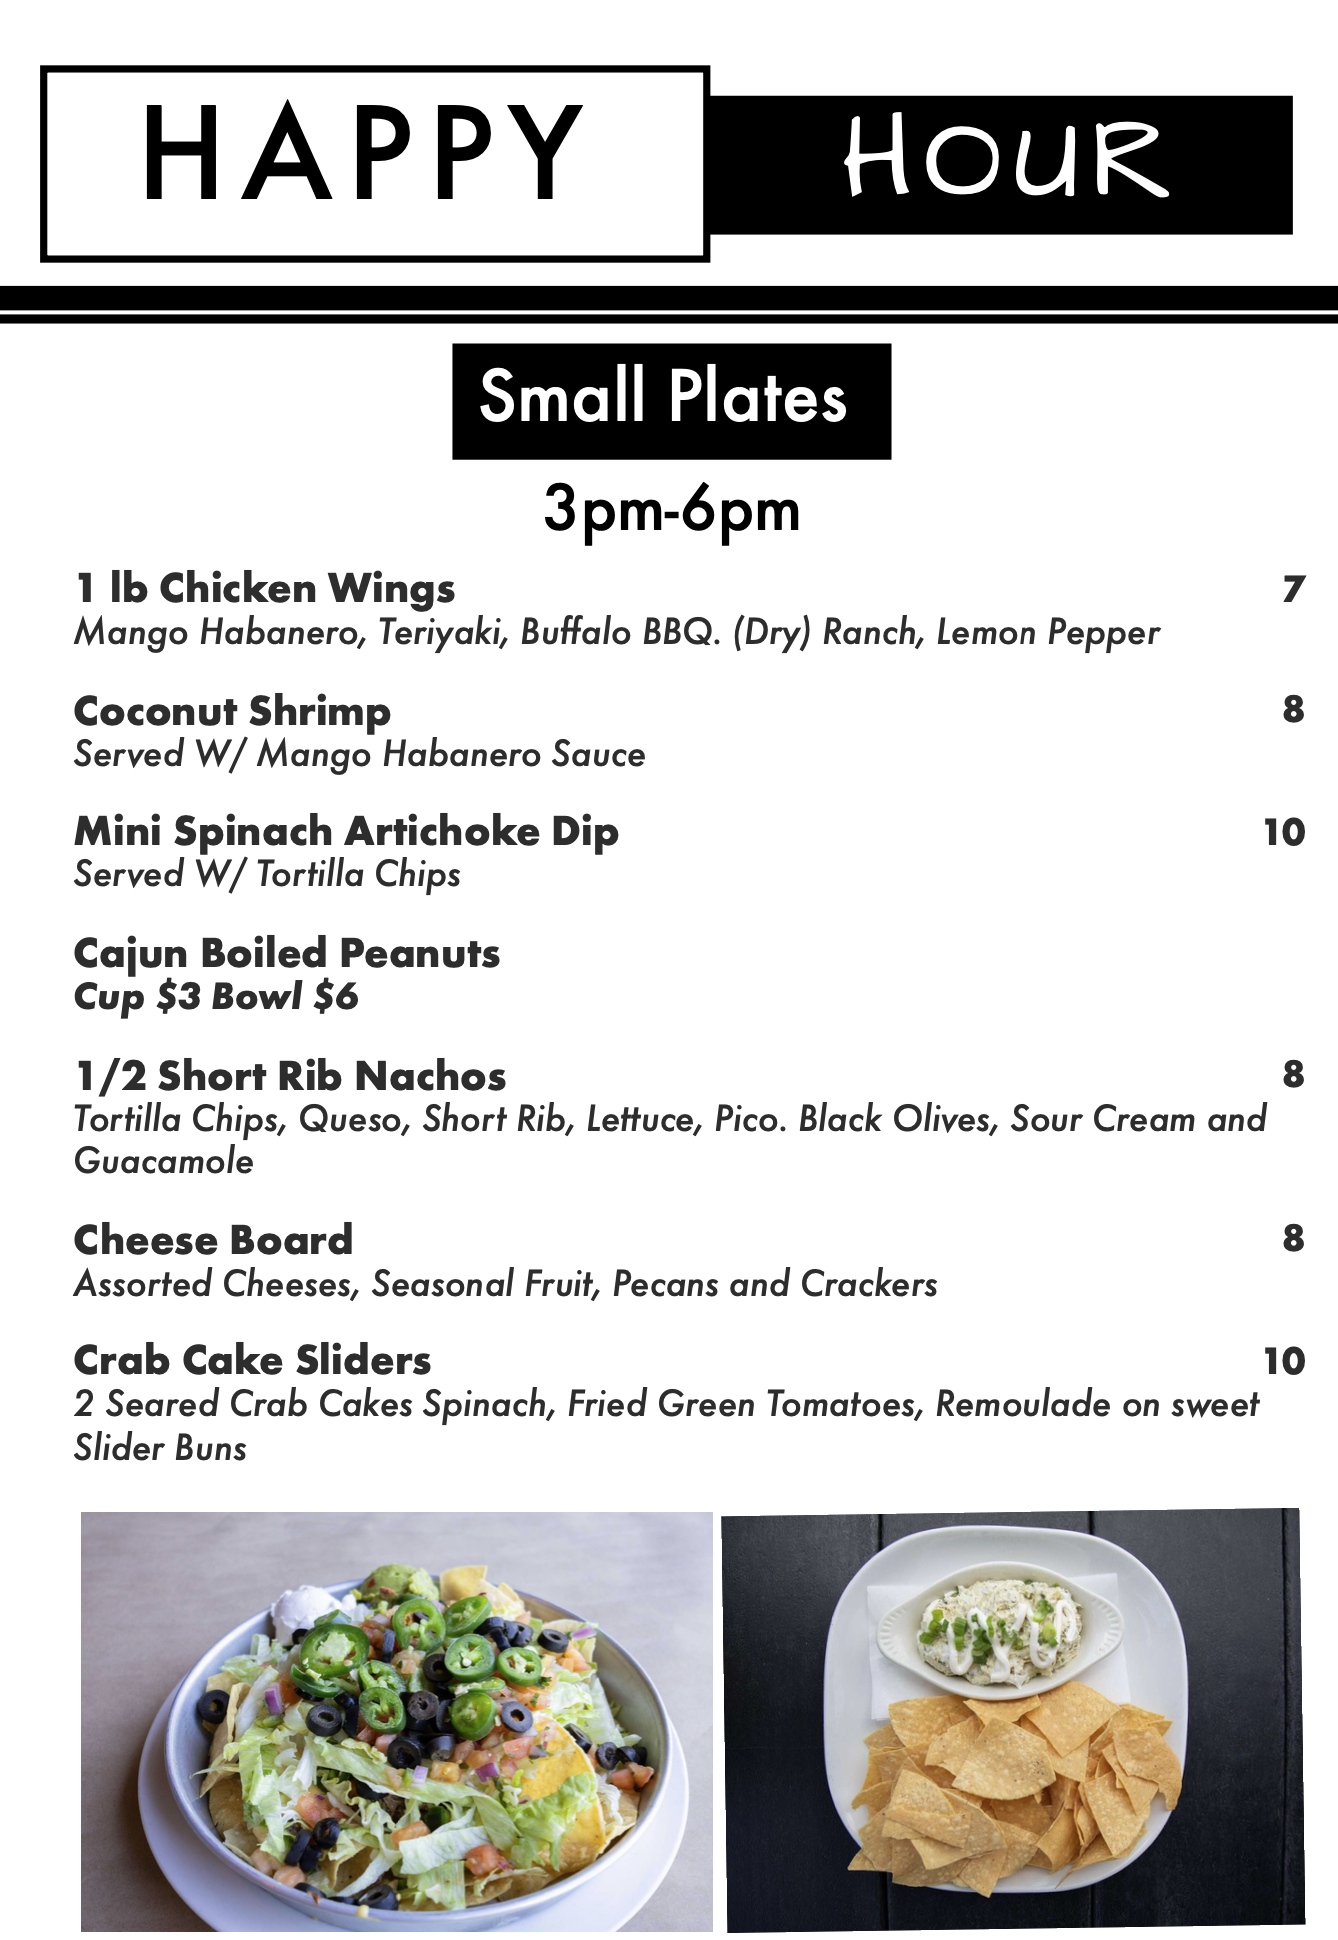 HAPPY HOUR
Small Plates
3pm-6pm
1 lb Chicken Wings 7
Mango Habanero, Teriyaki, Buffalo BBQ. (Dry) Ranch, Lemon Pepper
Coconut Shrimp 8
Served W/ Mango Habanero Sauce
Mini Spinach Artichoke Dip 10
Served W/ Tortilla Chips
Cajun Boiled Peanuts
Cup $3 Bowl $6
1/2 Short Rib Nachos 8
Tortilla Chips, Queso, Short Rib, Lettuce, Pico. Black Olives, Sour Cream and
Guacamole
Cheese Board 8
Assorted Cheeses, Seasonal Fruit, Pecans and Crackers
Crab Cake Sliders 10
2 Seared Crab Cakes Spinach, Fried Green Tomatoes, Remoulade on sweet
Slider Buns